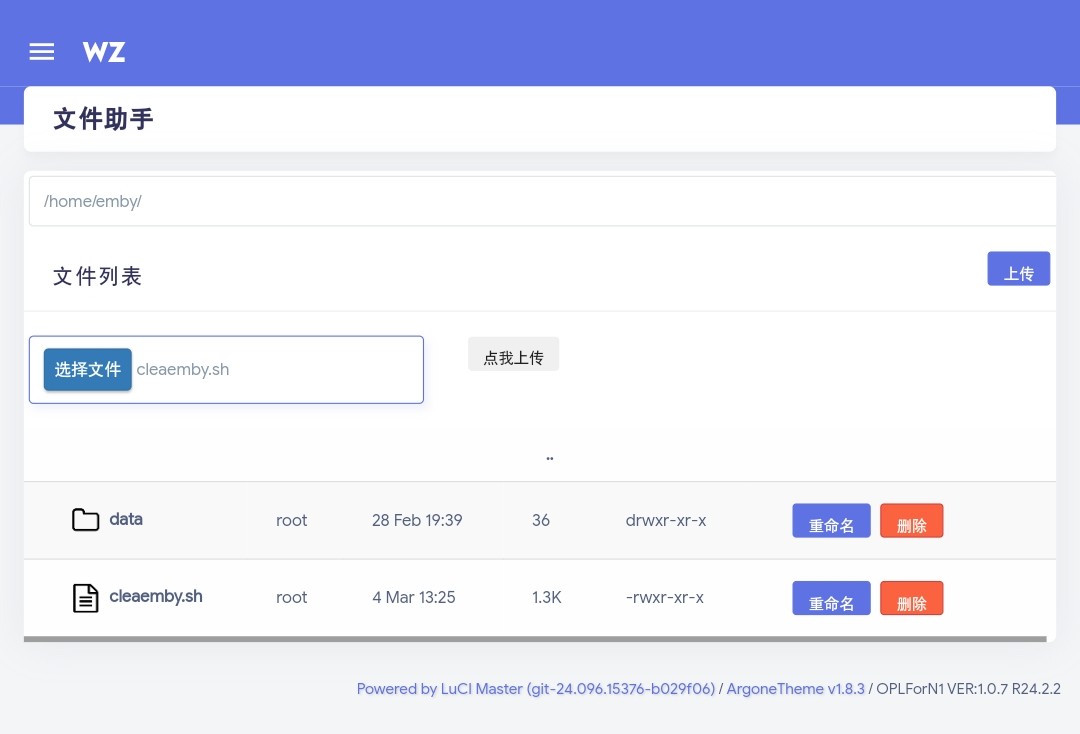 WZ
文件助手
/home/emby/
文件列表
上传
选择文件 cleaemby.sh
点我上传
..
data root 28 Feb 19:39 36 drwxr-xr-x 重命名 删除
cleaemby.sh root 4 Mar 13:25 1.3K -rwxr-xr-x 重命名 删除
Powered by LuCI Master (git-24.096.15376-b029f06) / ArgoneTheme v1.8.3 / OPLForN1 VER:1.0.7 R24.2.2